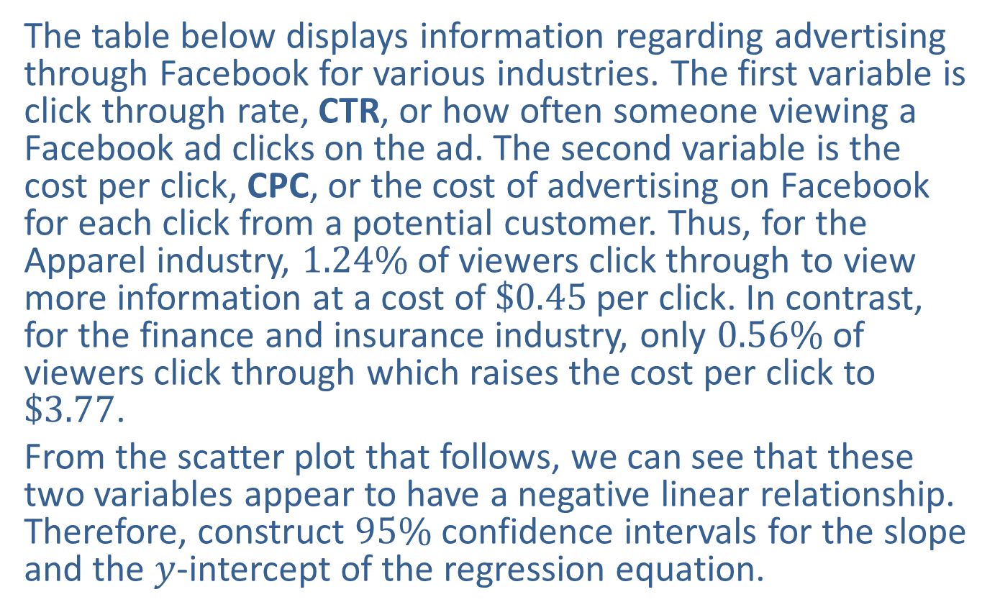 The table below displays information regarding advertising
through Facebook for various industries. The first variable is
click through rate, CTR, or how often someone viewing a
Facebook ad clicks on the ad. The second variable is the
cost per click, CPC, or the cost of advertising on Facebook
for each click from a potential customer. Thus, for the
Apparel industry, 1.24% of viewers click through to view
more information at a cost of $0.45 per click. In contrast,
for the finance and insurance industry, only 0.56% of
viewers click through which raises the cost per click to
$3.77.
From the scatter plot that follows, we can see that these
two variables appear to have a negative linear relationship.
Therefore, construct 95% confidence intervals for the slope
and the y-intercept of the regression equation.